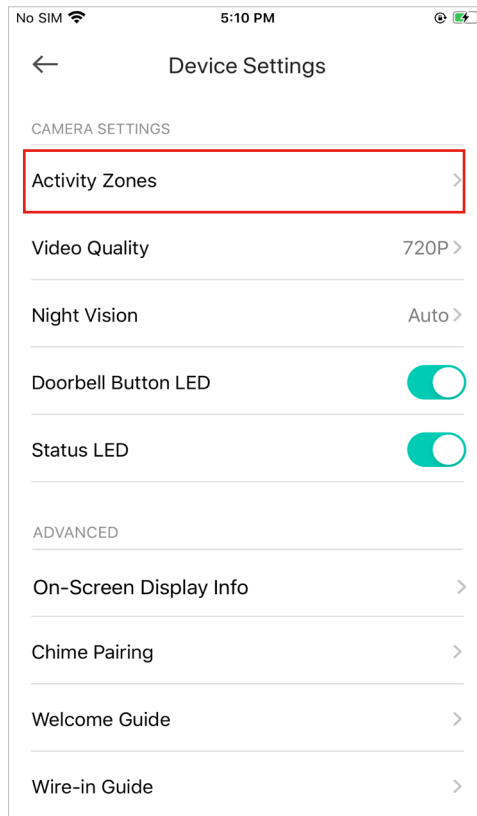 No SIM 5:10 PM
Device Settings
CAMERA SETTINGS
Activity Zones
Video Quality 720P
Night Vision Auto
Doorbell Button LED
Status LED
ADVANCED
On-Screen Display Info
Chime Pairing
Welcome Guide
Wire-in Guide